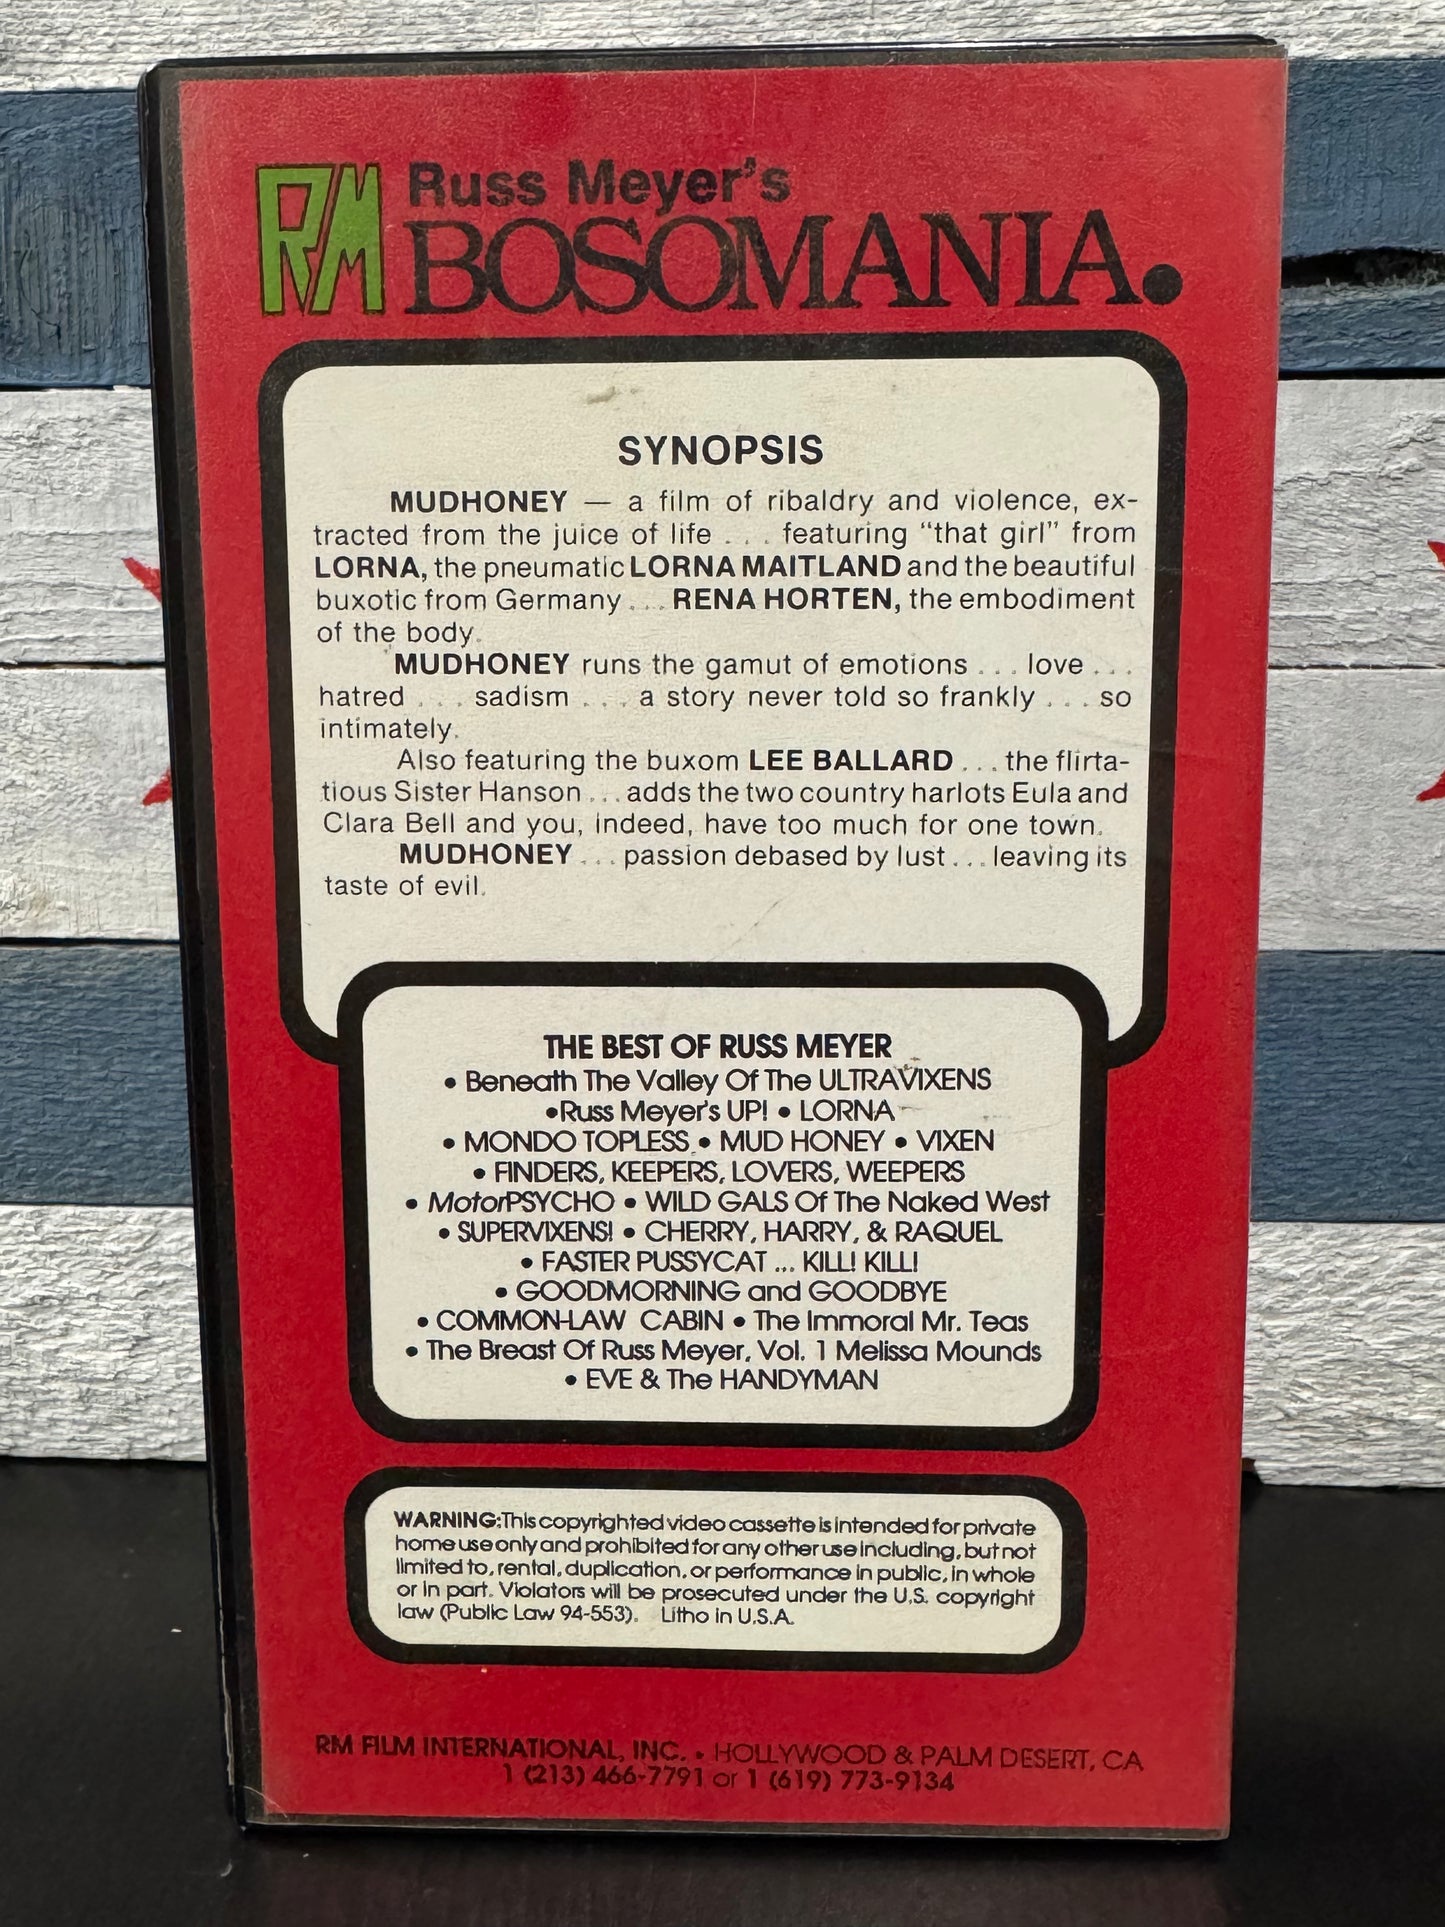 RM Russ Meyer's
BOSOMANIA.
SYNOPSIS
MUDHONEY — a film of ribaldry and violence, ex-
tracted from the juice of life . . . featuring "that girl" from
LORNA, the pneumatic LORNA MAITLAND and the beautiful
buxotic from Germany . . . RENA HORTEN, the embodiment
of the body.
MUDHONEY runs the gamut of emotions . . . love . . .
hatred . . . sadism . . . a story never told so frankly . . . so
intimately.
Also featuring the buxom LEE BALLARD . . . the flirta-
tious Sister Hanson . . . adds the two country harlots Eula and
Clara Bell and you, indeed, have too much for one town.
MUDHONEY . . . passion debased by lust . . . leaving its
taste of evil.
THE BEST OF RUSS MEYER
• Beneath The Valley Of The ULTRAVIXENS
•Russ Meyer's UP! • LORNA
• MONDO TOPLESS • MUD HONEY • VIXEN
• FINDERS, KEEPERS, LOVERS, WEEPERS
• MotorPSYCHO • WILD GALS Of The Naked West
• SUPERVIXENS! • CHERRY, HARRY, & RAQUEL
• FASTER PUSSYCAT ... KILL! KILL!
• GOODMORNING and GOODBYE
• COMMON-LAW CABIN • The Immoral Mr. Teas
• The Breast Of Russ Meyer, Vol. 1 Melissa Mounds
• EVE & The HANDYMAN
WARNING: This copyrighted video cassette is intended for private
home use only and prohibited for any other use including, but not
limited to, rental, duplication, or performance in public, in whole
or in part. Violators will be prosecuted under the U.S. copyright
law (Public Law 94-553). Litho in U.S.A.
RM FILM INTERNATIONAL, INC. • HOLLYWOOD & PALM DESERT, CA
1 (213) 466-7791 or 1 (619) 773-9134